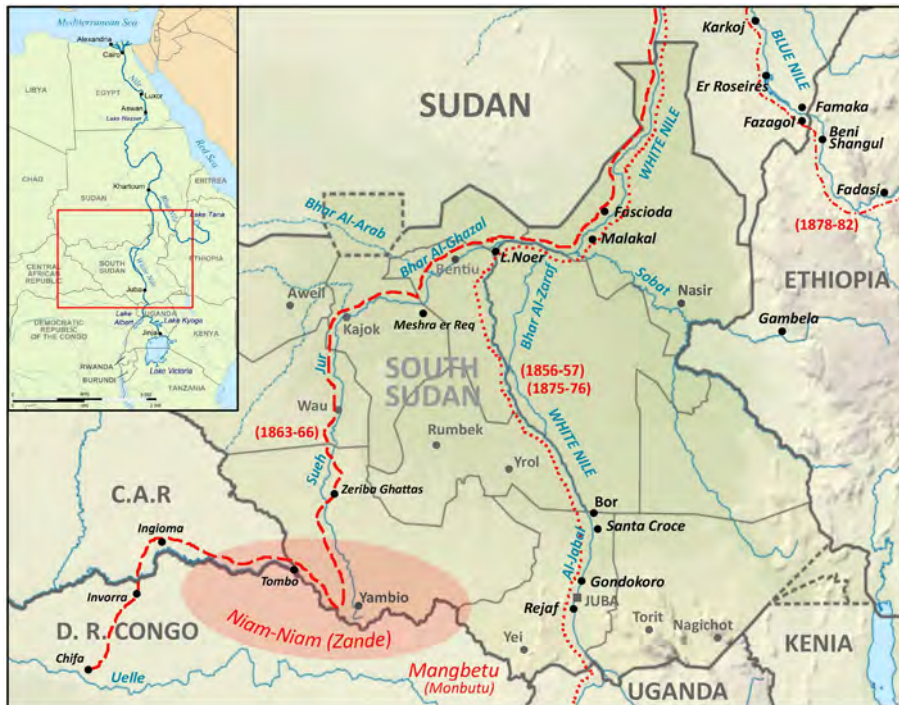 Mediterranean Sea
Alexandria
Cairo
LIBYA
EGYPT
Nile
Luxor
Aswan
Lake Nasser
Red Sea
CHAD
SUDAN
Khartoum
ERITREA
Blue Nile
Lake Tana
ETHIOPIA
CENTRAL
AFRICAN
REPUBLIC
SOUTH
SUDAN
White Nile
Juba
DEMOCRATIC
REPUBLIC
OF THE CONGO
Lake
Albert
UGANDA
Lake Kyoga
Jinja
KENYA
RWANDA
BURUNDI
Lake Victoria
TANZANIA
Karkoj
BLUE NILE
Er Roseires
Famaka
Fazagol
Beni
Shangul
Fadasi
(1878-82)
SUDAN
WHITE NILE
Fascioda
Malakal
Bhar Al-Arab
Bhar Al-Ghazal
Bentiu
L.Noer
Bhar Al-Zaraf
Sobat
Nasir
ETHIOPIA
Gambela
Aweil
Kajok
Meshra er Req
Jur
SOUTH
SUDAN
(1856-57)
(1875-76)
Wau
(1863-66)
Rumbek
WHITE NILE
Yrol
Sueh
Zeriba Ghattas
Bor
Santa Croce
C.A.R
Ingioma
Al-Jabal
Tombo
Gondokoro
JUBA
Invorra
Yambio
Rejaf
Niam-Niam (Zande)
D. R. CONGO
Torit
Nagichot
KENIA
Yei
Chifa
Uelle
Mangbetu
(Monbutu)
UGANDA